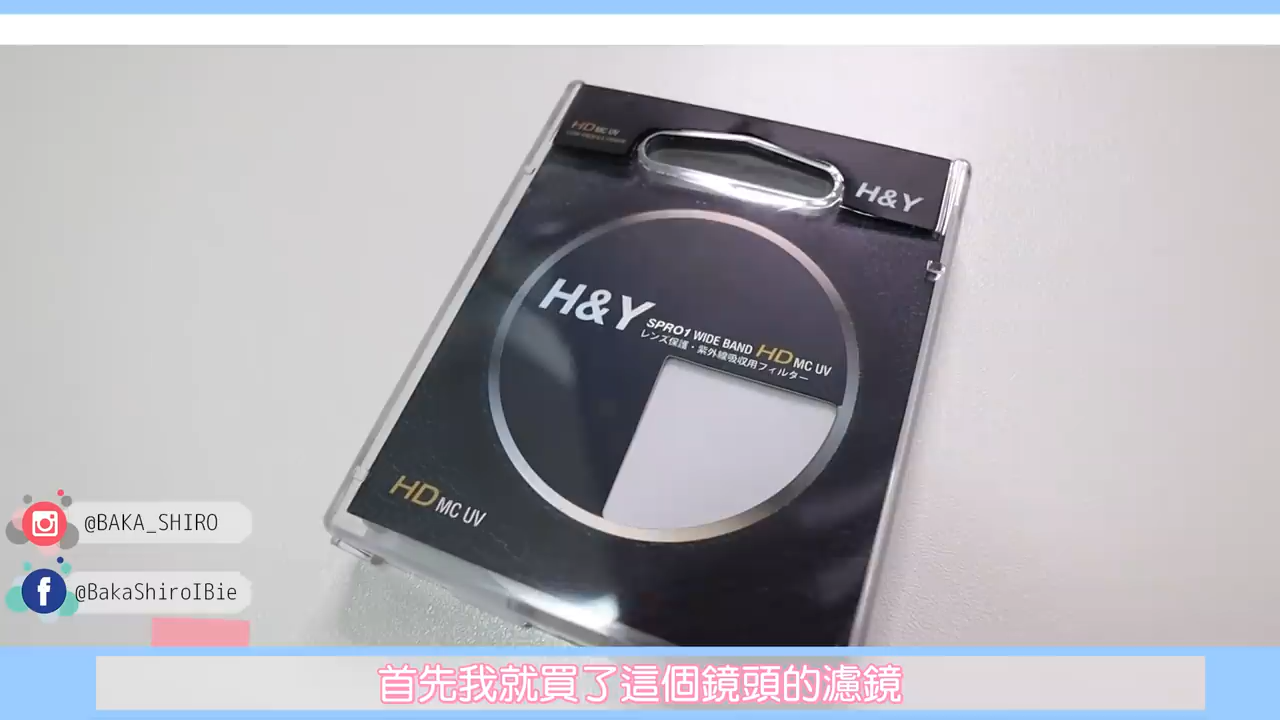 HD MC UV
H&Y
H&Y SPRO1 WIDE BAND HD MC UV
レンズ保護・紫外線吸収用フィルター
HD MC UV
@BAKA_SHIRO
@BakaShiroIBie
首先我就買了這個鏡頭的濾鏡